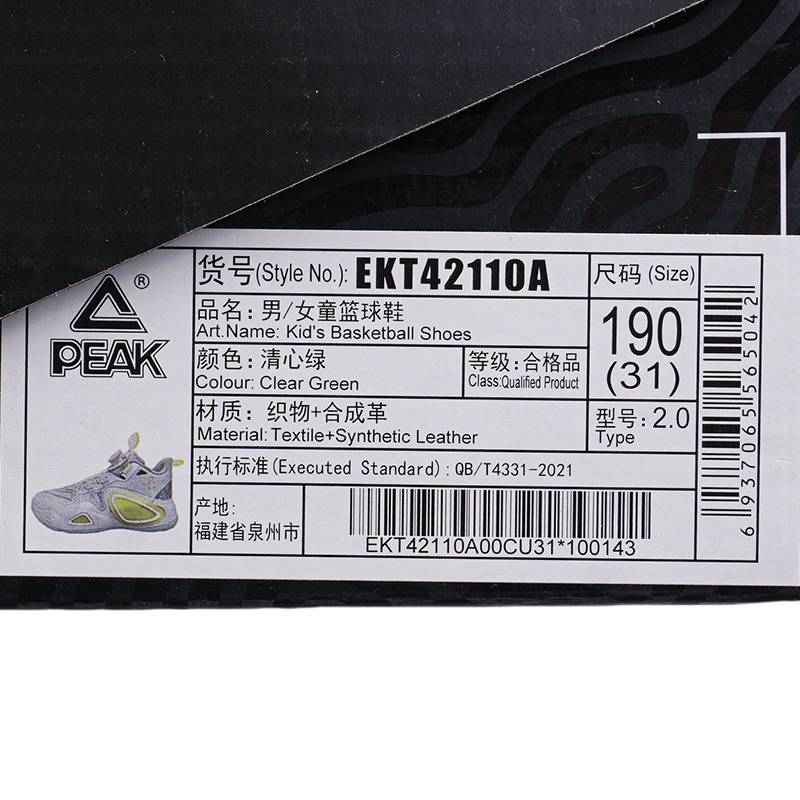 ®
PEAK
货号(Style No.): EKT42110A
尺码 (Size)
品名: 男/女童篮球鞋
Art.Name: Kid's Basketball Shoes
190
(31)
颜色: 清心绿
Colour: Clear Green
等级: 合格品
Class:Qualified Product
材质: 织物+合成革
Material: Textile+Synthetic Leather
型号: 2.0
Type
执行标准(Executed Standard): QB/T4331-2021
产地:
福建省泉州市
EKT42110A00CU31*100143
6 937065 565042